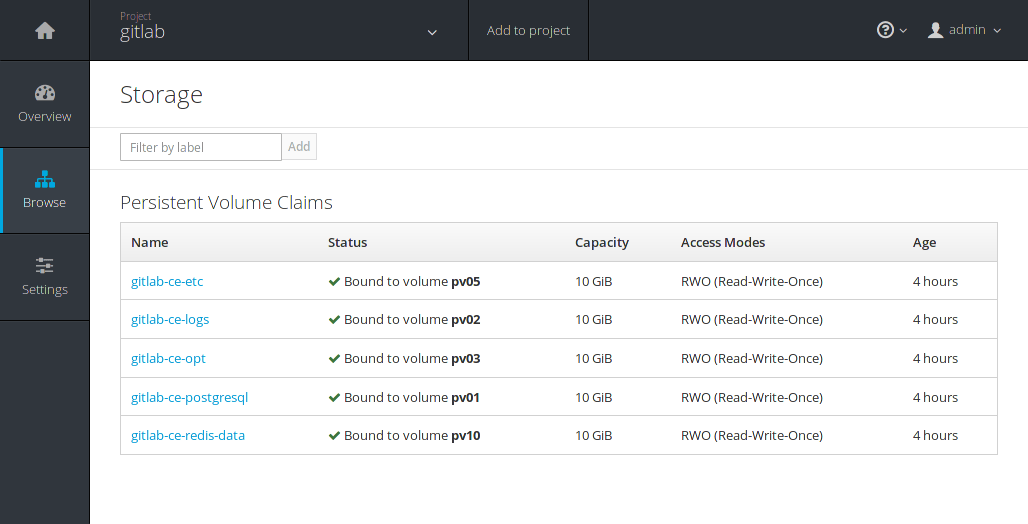 Project
gitlab
Add to project
admin
Overview
Browse
Settings
Storage
Filter by label Add
Persistent Volume Claims
Name Status Capacity Access Modes Age
gitlab-ce-etc Bound to volume pv05 10 GiB RWO (Read-Write-Once) 4 hours
gitlab-ce-logs Bound to volume pv02 10 GiB RWO (Read-Write-Once) 4 hours
gitlab-ce-opt Bound to volume pv03 10 GiB RWO (Read-Write-Once) 4 hours
gitlab-ce-postgresql Bound to volume pv01 10 GiB RWO (Read-Write-Once) 4 hours
gitlab-ce-redis-data Bound to volume pv10 10 GiB RWO (Read-Write-Once) 4 hours